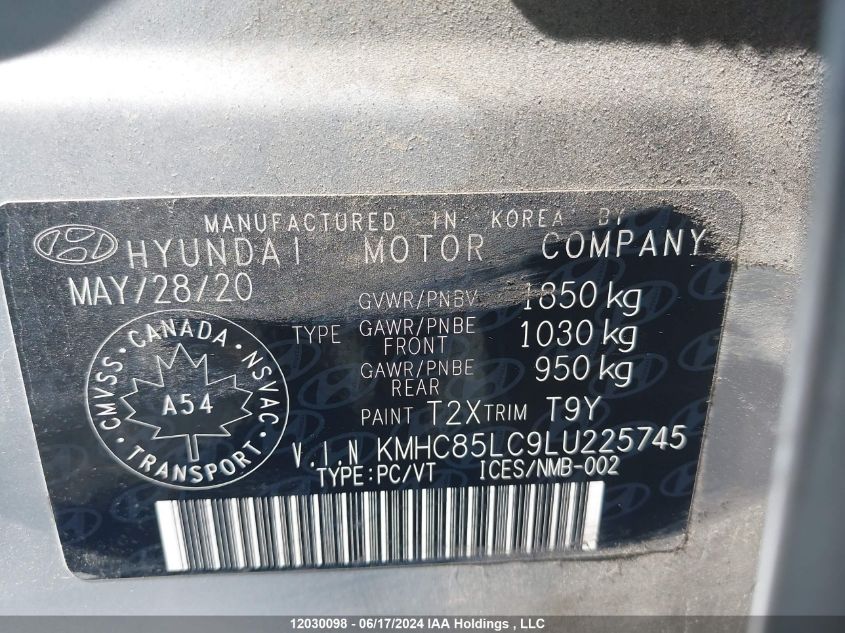 MANUFACTURED IN KOREA BY
HYUNDAI MOTOR COMPANY
MAY/28/20
GVWR/PNBV 1850 kg
TYPE GAWR/PNBE FRONT 1030 kg
GAWR/PNBE REAR 950 kg
PAINT T2X TRIM T9Y
CMVSS · CANADA · NSVAC · TRANSPORT ·
A54
V.I.N KMHC85LC9LU225745
TYPE:PC/VT ICES/NMB-002
12030098 - 06/17/2024 IAA Holdings , LLC